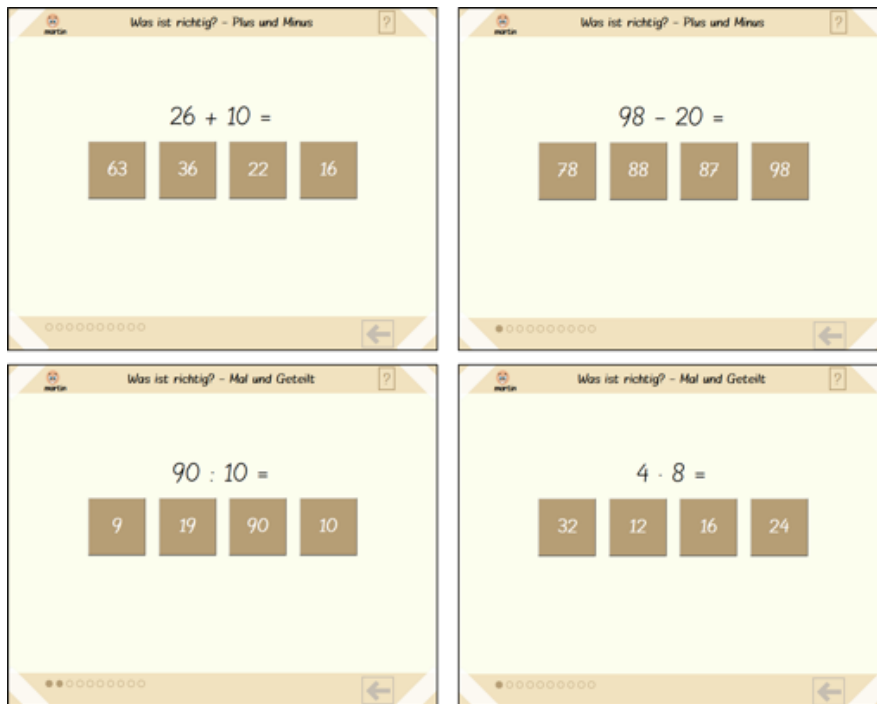 martin
Was ist richtig? - Plus und Minus
?
26 + 10 =
63 36 22 16
martin
Was ist richtig? - Plus und Minus
?
98 - 20 =
78 88 87 98
martin
Was ist richtig? - Mal und Geteilt
?
90 : 10 =
9 19 90 10
martin
Was ist richtig? - Mal und Geteilt
?
4 · 8 =
32 12 16 24